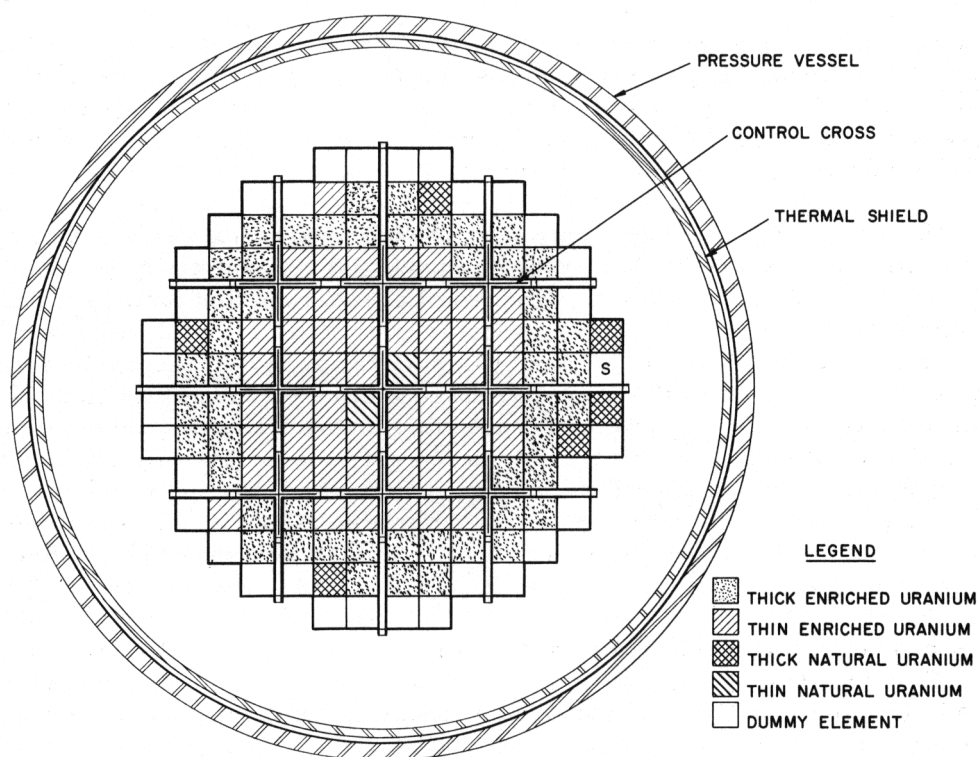 PRESSURE VESSEL
CONTROL CROSS
THERMAL SHIELD
S
LEGEND
THICK ENRICHED URANIUM
THIN ENRICHED URANIUM
THICK NATURAL URANIUM
THIN NATURAL URANIUM
DUMMY ELEMENT